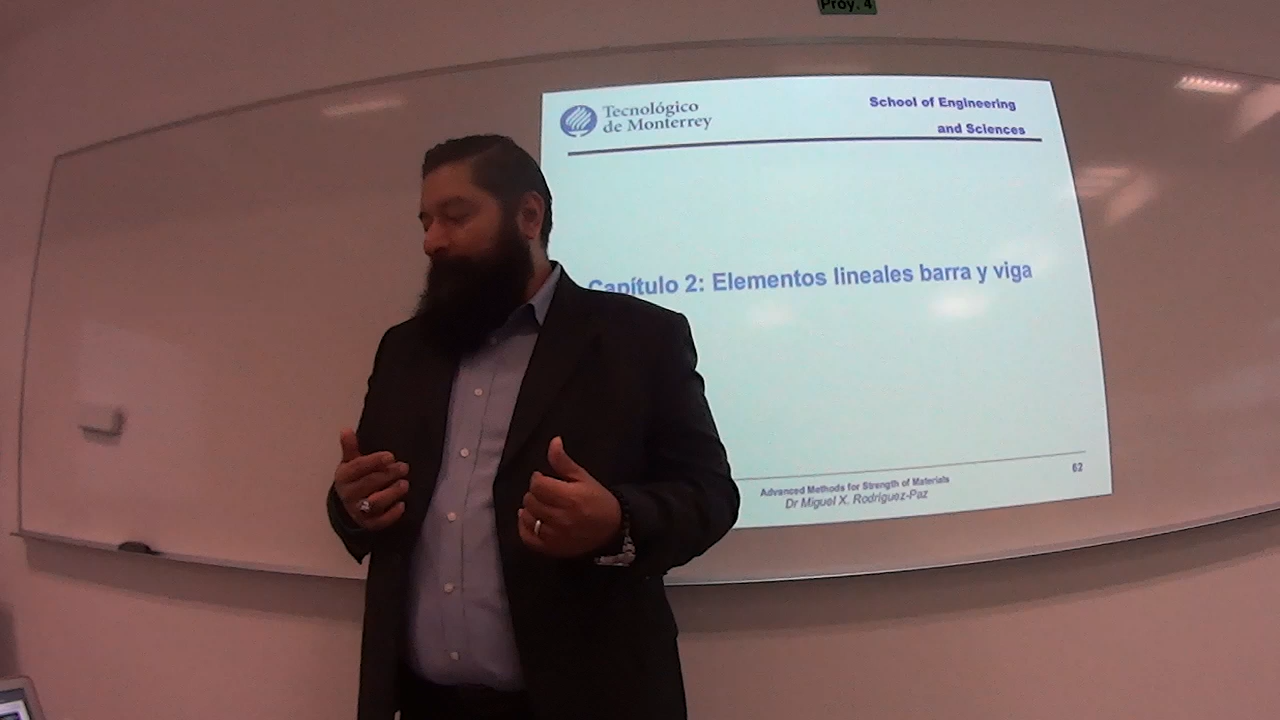 Proy. 4
Tecnológico
de Monterrey
School of Engineering
and Sciences
Capítulo 2: Elementos lineales barra y viga
62
Advanced Methods for Strength of Materials
Dr Miguel X. Rodríguez-Paz